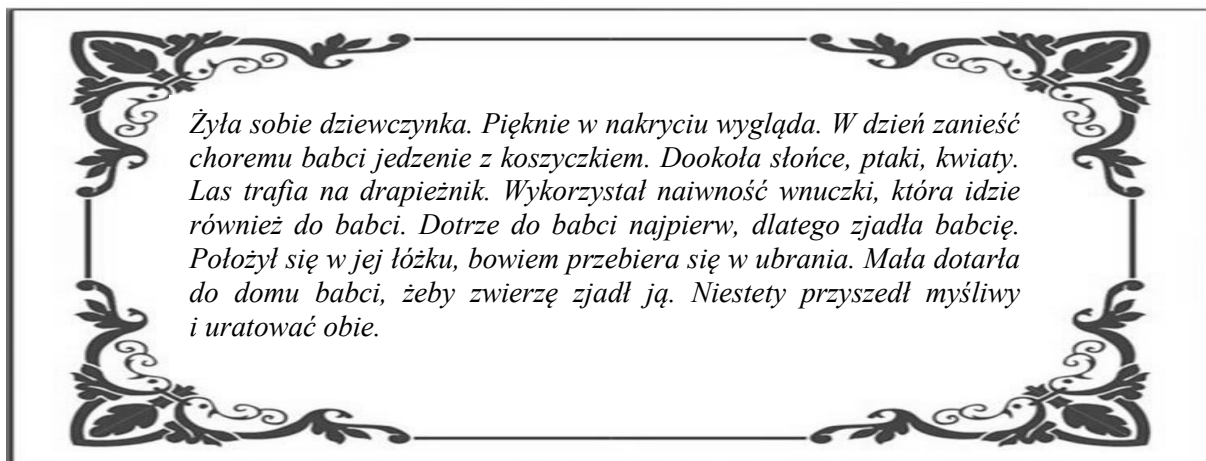 Żyła sobie dziewczynka. Pięknie w nakryciu wygląda. W dzień zanieść
choremu babci jedzenie z koszyczkiem. Dookoła słońce, ptaki, kwiaty.
Las trafia na drapieżnik. Wykorzystał naiwność wnuczki, która idzie
również do babci. Dotrze do babci najpierw, dlatego zjadła babcię.
Położył się w jej łóżku, bowiem przebiera się w ubrania. Mała dotarła
do domu babci, żeby zwierzę zjadł ją. Niestety przyszedł myśliwy
i uratować obie.